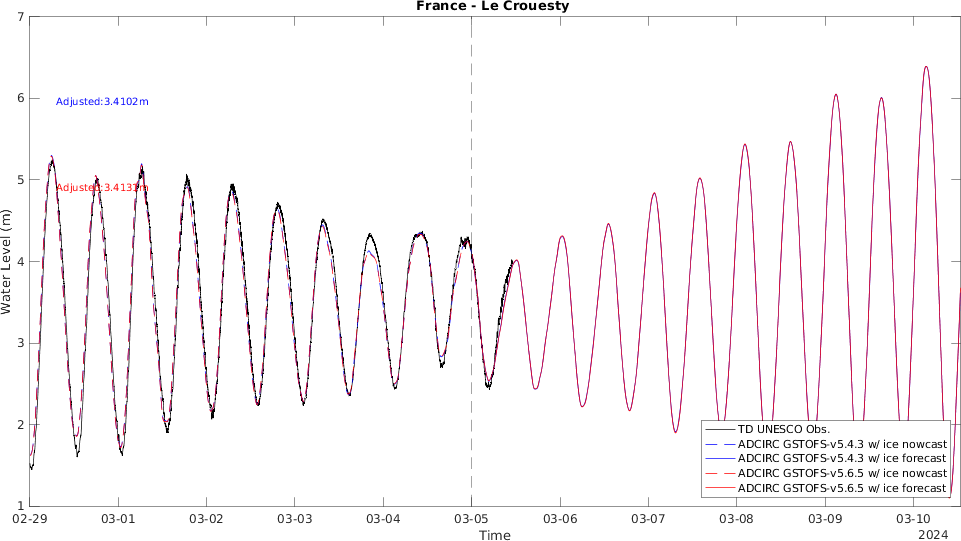 France - Le Crouesty
7
6
5
4
3
2
1
Water Level (m)
Adjusted:3.4102m
Adjusted:3.4131m
TD UNESCO Obs.
ADCIRC GSTOFS-v5.4.3 w/ ice nowcast
ADCIRC GSTOFS-v5.4.3 w/ ice forecast
ADCIRC GSTOFS-v5.6.5 w/ ice nowcast
ADCIRC GSTOFS-v5.6.5 w/ ice forecast
02-29 03-01 03-02 03-03 03-04 03-05 03-06 03-07 03-08 03-09 03-10
Time
2024